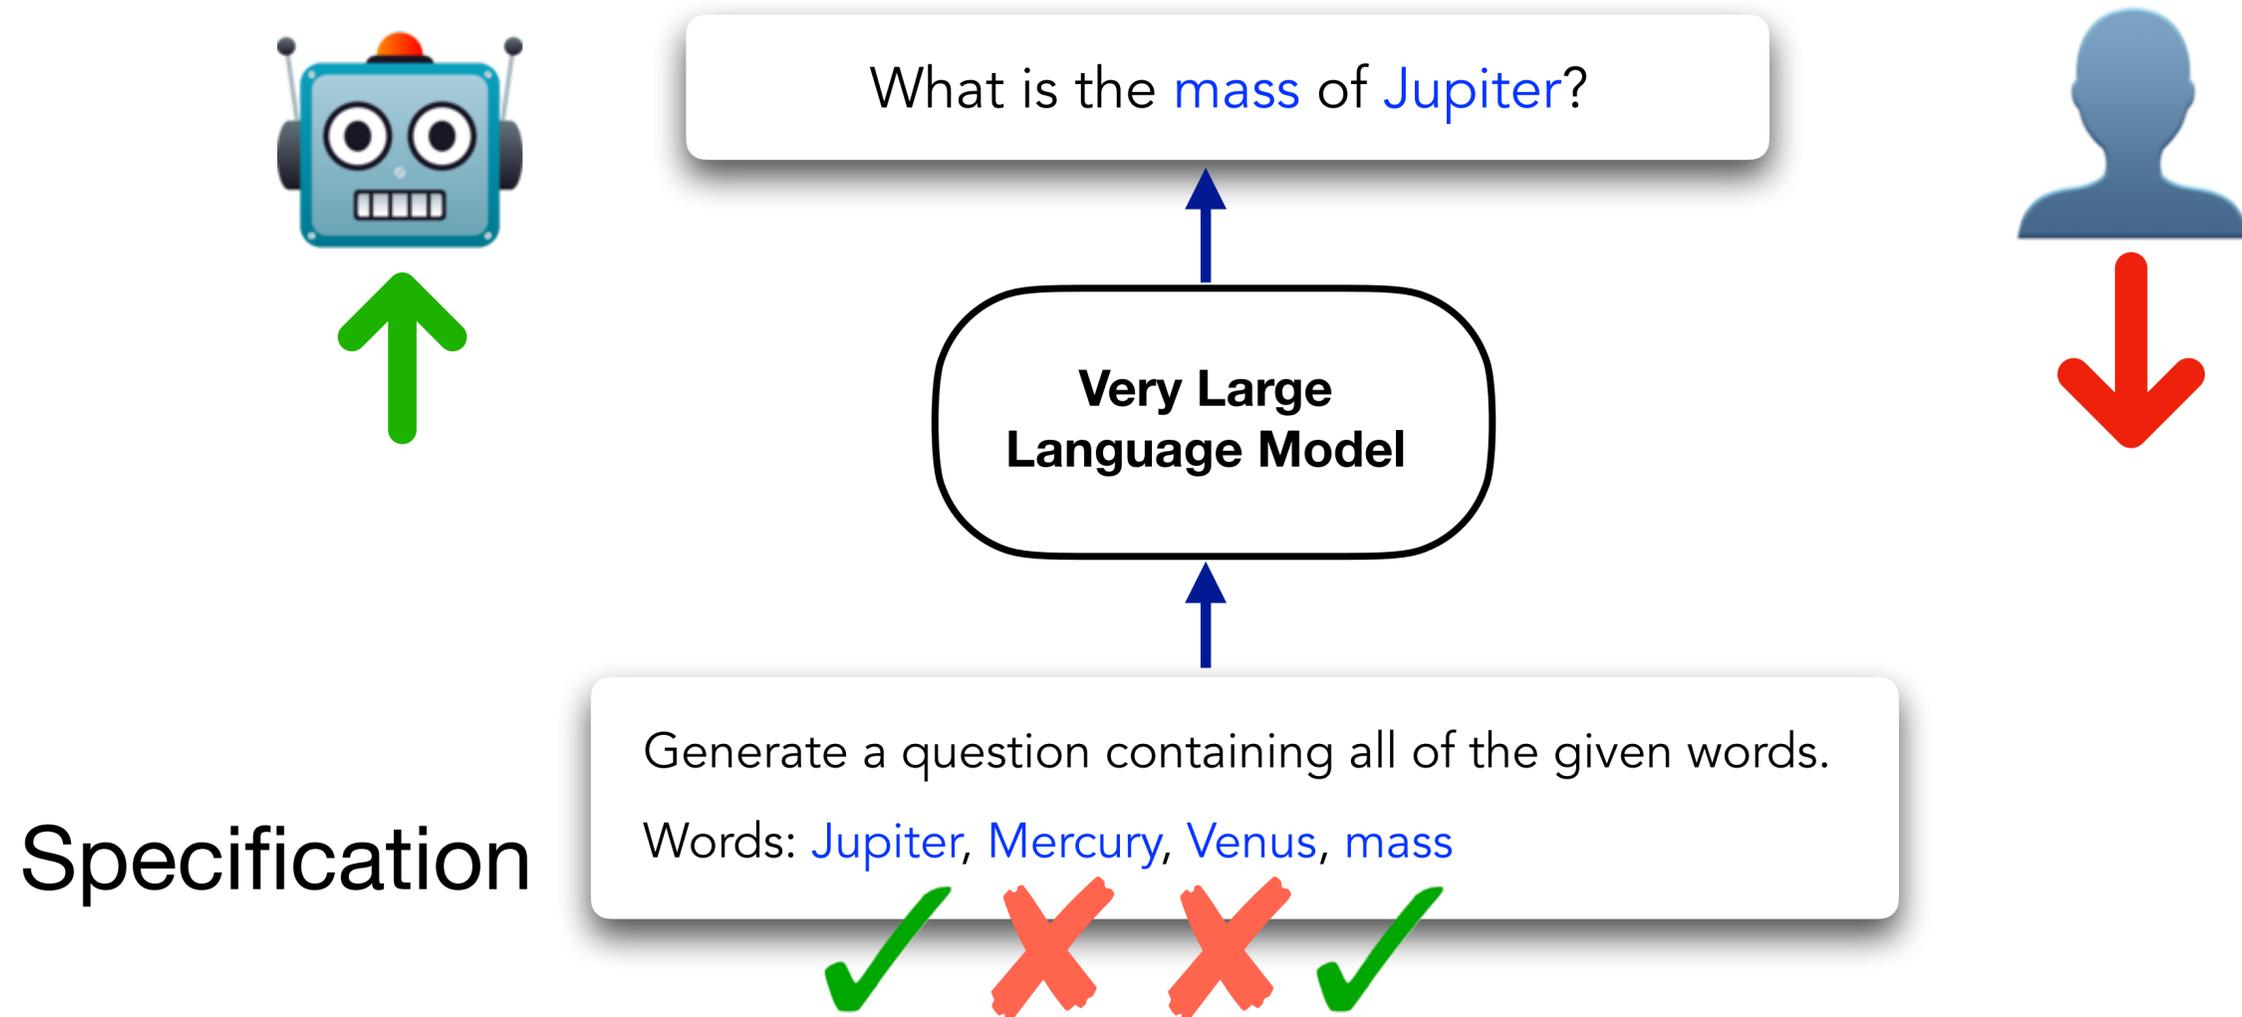 What is the mass of Jupiter?
Very Large
Language Model
Generate a question containing all of the given words.
Words: Jupiter, Mercury, Venus, mass
Specification